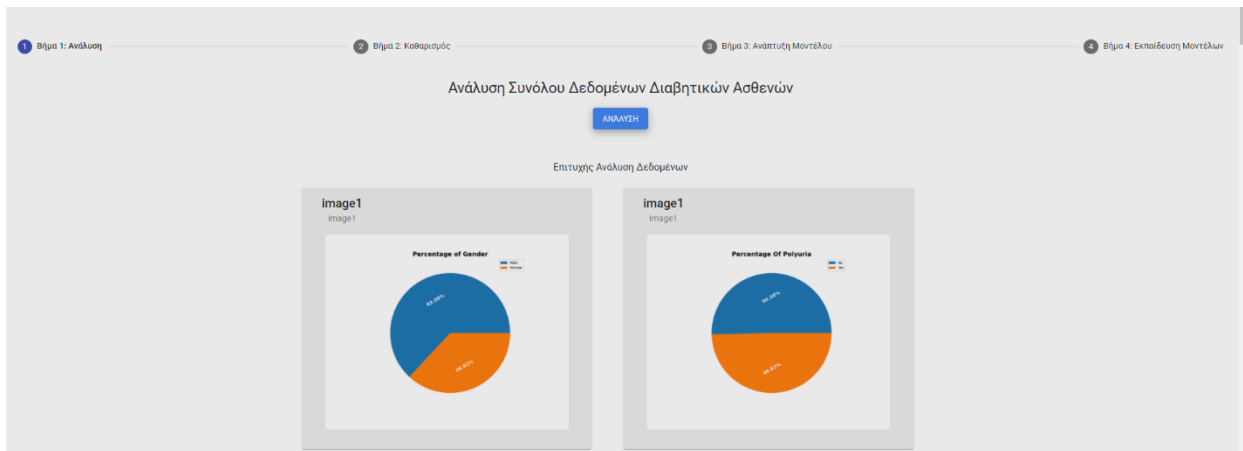 1 Βήμα 1: Ανάλυση
2 Βήμα 2: Καθαρισμός
3 Βήμα 3: Ανάπτυξη Μοντέλου
4 Βήμα 4: Εκπαίδευση Μοντέλων
Ανάλυση Συνόλου Δεδομένων Διαβητικών Ασθενών
ΑΝΆΛΥΣΗ
Επιτυχής Ανάλυση Δεδομένων
image1
image1
Percentage of Gender
image1
image1
Percentage Of Polyuria